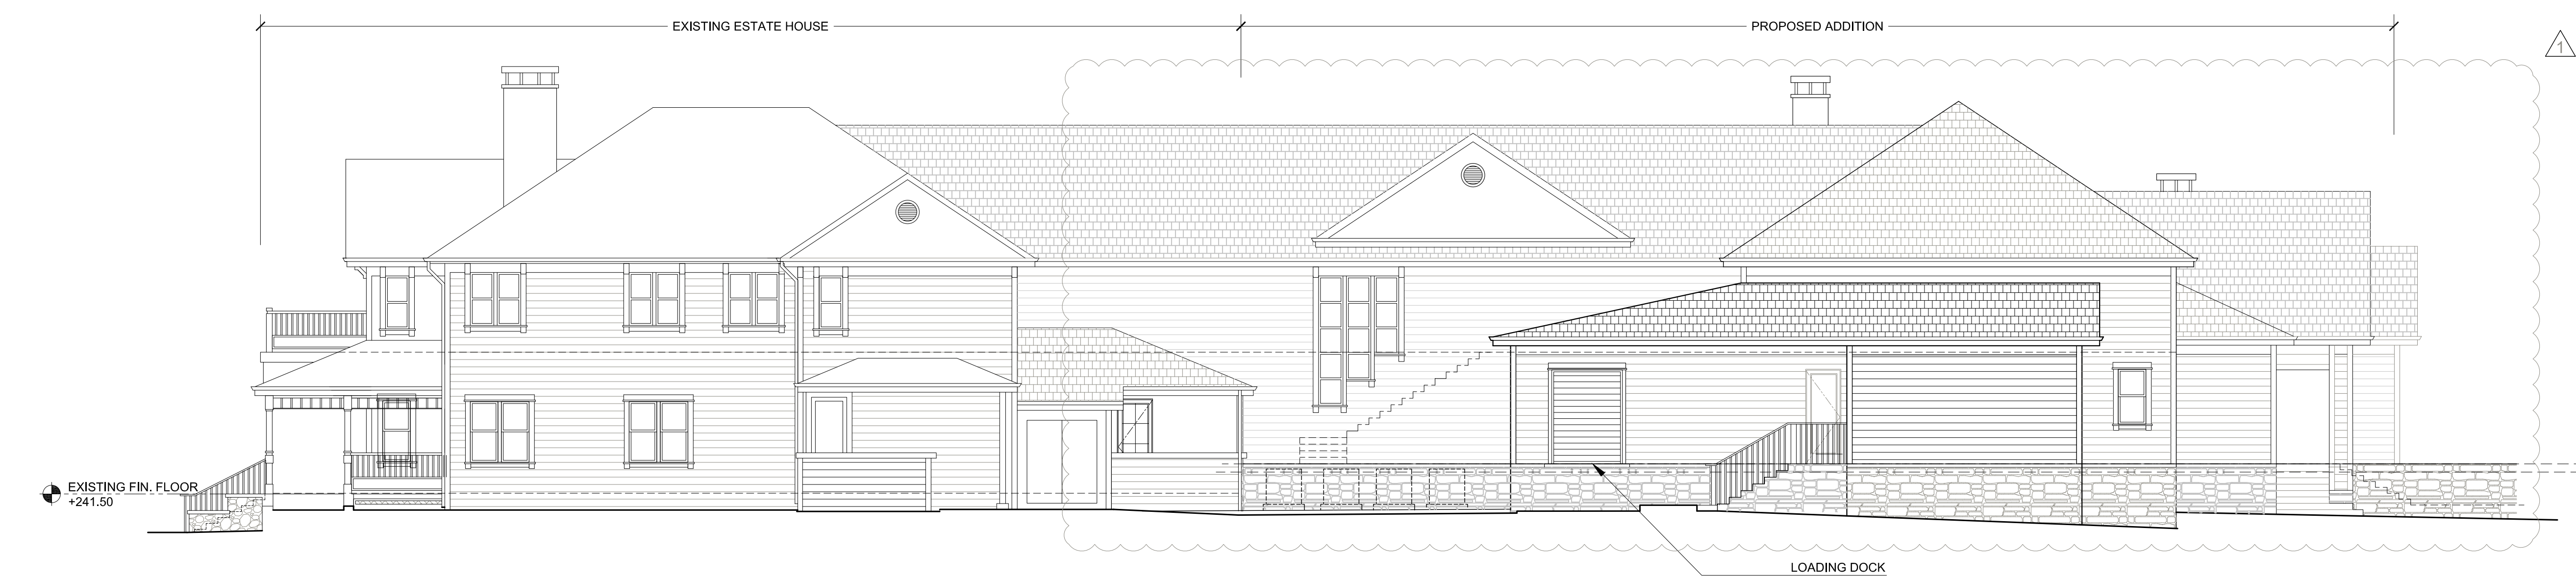 EXISTING ESTATE HOUSE
PROPOSED ADDITION
1
EXISTING FIN. FLOOR
+241.50
LOADING DOCK